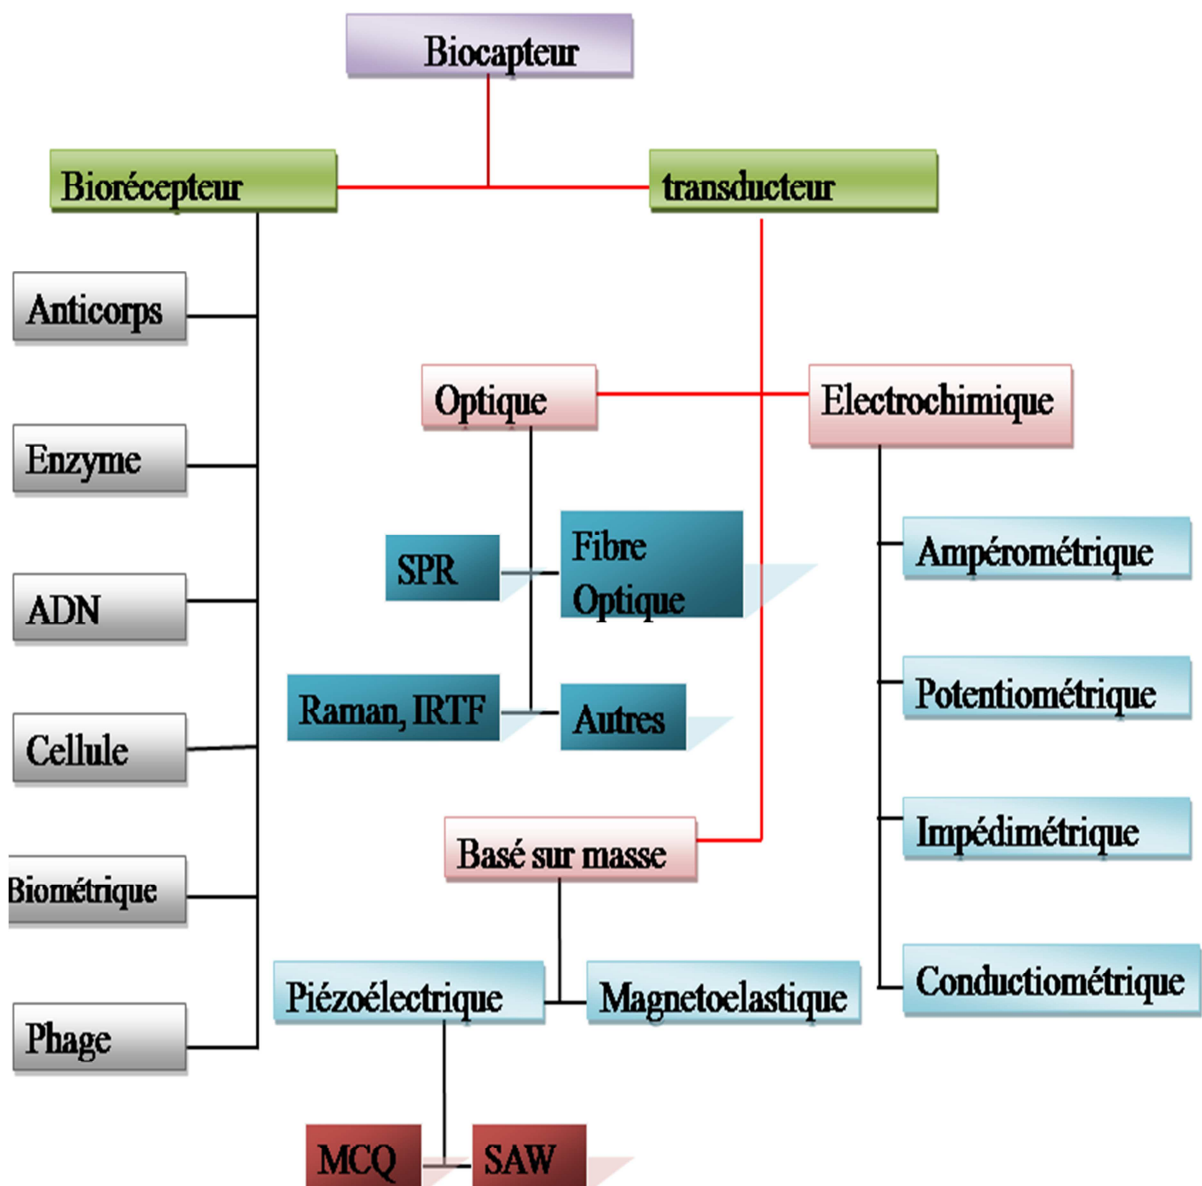 Biocapteur
Biorécepteur
transducteur
Anticorps
Enzyme
ADN
Cellule
Biométrique
Phage
Optique
Electrochimique
SPR
Fibre
Optique
Raman, IRTF
Autres
Ampérométrique
Potentiométrique
Impédimétrique
Conductiométrique
Basé sur masse
Piézoélectrique
Magnetoelastique
MCQ
SAW